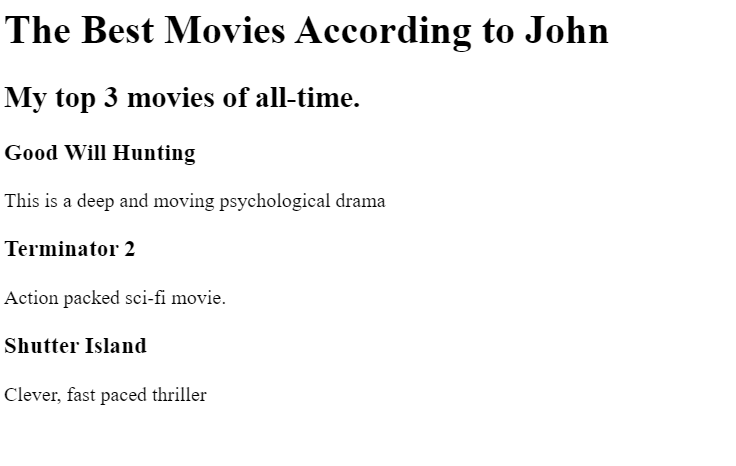 The Best Movies According to John
My top 3 movies of all-time.
Good Will Hunting
This is a deep and moving psychological drama
Terminator 2
Action packed sci-fi movie.
Shutter Island
Clever, fast paced thriller